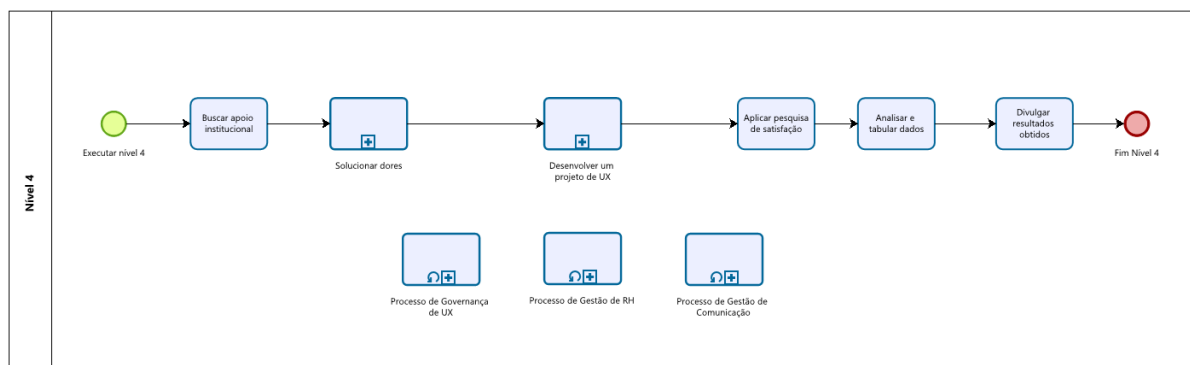 Nível 4
Executar nível 4
Buscar apoio
institucional
Solucionar dores
Desenvolver um
projeto de UX
Aplicar pesquisa
de satisfação
Analisar e
tabular dados
Divulgar
resultados
obtidos
Fim Nível 4
Processo de Governança
de UX
Processo de Gestão de RH
Processo de Gestão de
Comunicação